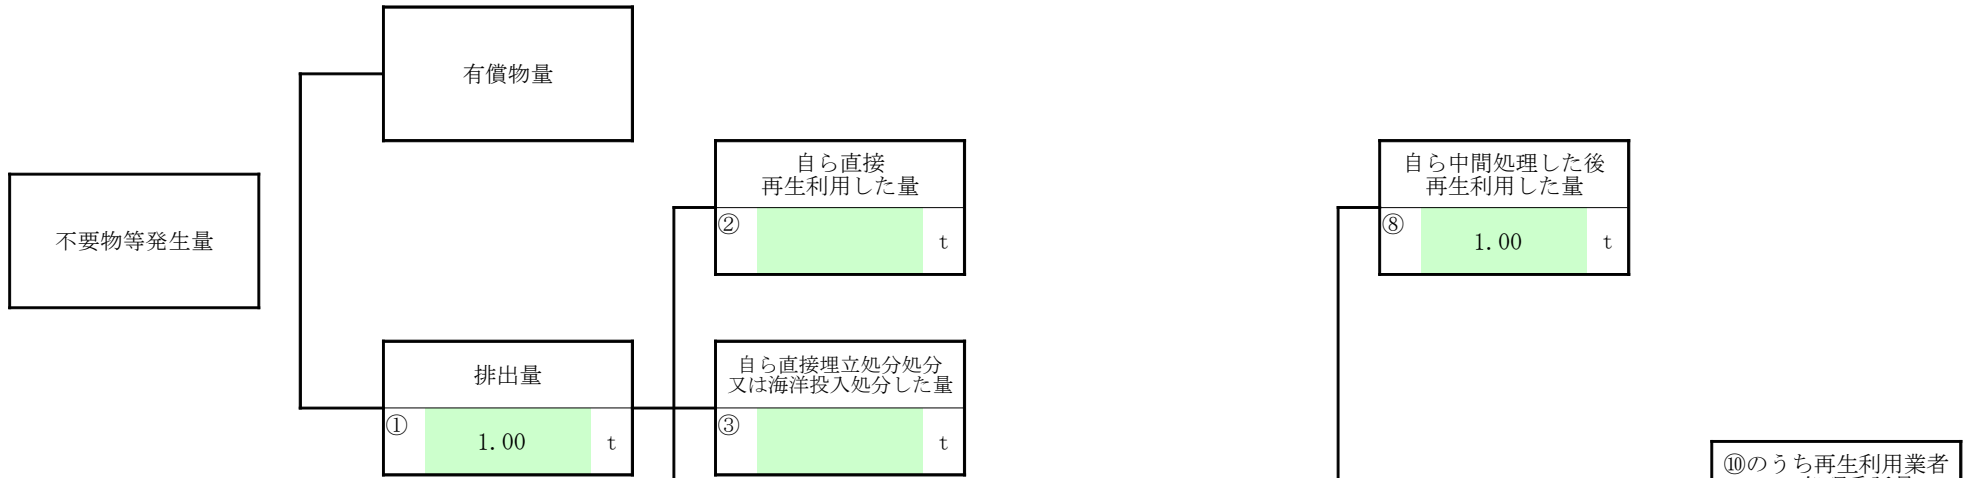 有償物量
自ら直接
再生利用した量
②
t
自ら中間処理した後
再生利用した量
⑧
1.00
t
不要物等発生量
排出量
①
1.00
t
自ら直接埋立処分処分
又は海洋投入処分した量
③
t
⑩のうち再生利用業者